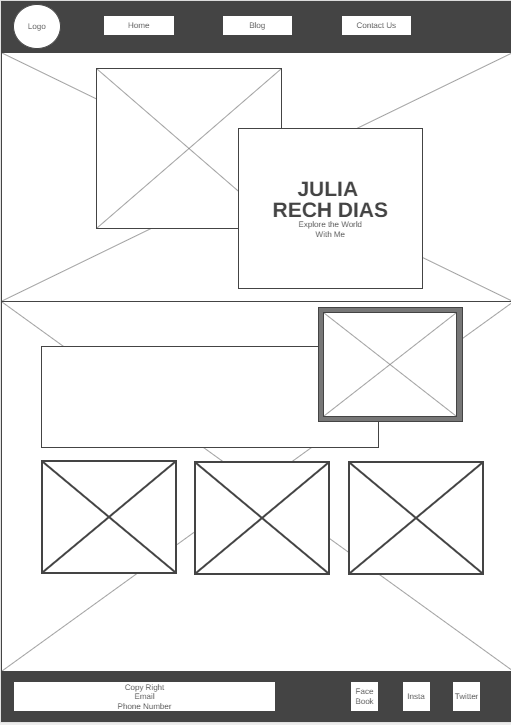 Logo
Home
Blog
Contact Us
JULIA
RECH DIAS
Explore the World
With Me
Copy Right
Email
Phone Number
Face
Book
Insta
Twitter